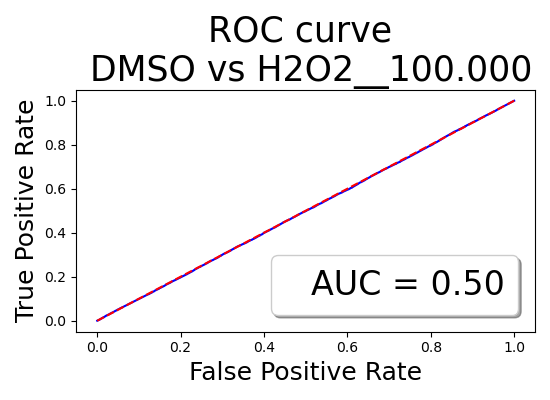 ROC curve
DMSO vs H2O2__100.000
True Positive Rate
1.0
0.8
0.6
0.4
0.2
0.0
AUC = 0.50
0.0 0.2 0.4 0.6 0.8 1.0
False Positive Rate